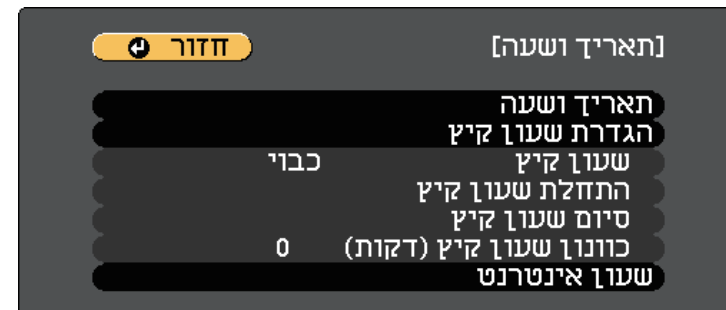 [תאריך ושעה] חזור
תאריך ושעה
הגדרת שעון קיץ
שעון קיץ כבוי
התחלת שעון קיץ
סיום שעון קיץ
כוונון שעון קיץ (דקות) 0
שעון אינטרנט